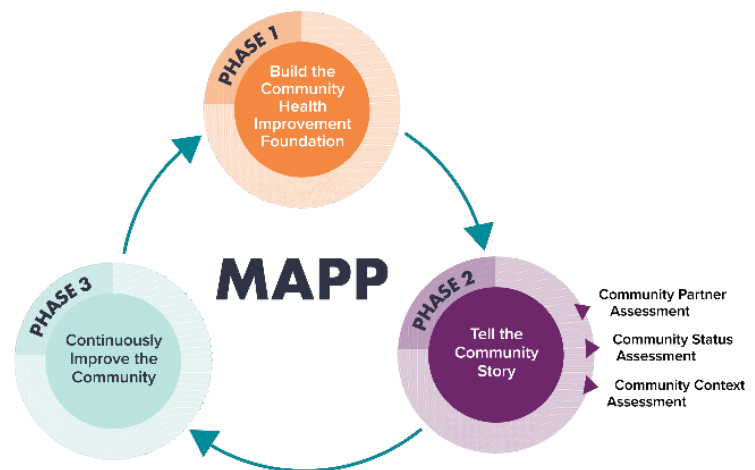 PHASE 1
Build the
Community
Health
Improvement
Foundation
MAPP
PHASE 2
Tell the
Community
Story
Community Partner
Assessment
Community Status
Assessment
Community Context
Assessment
PHASE 3
Continuously
Improve the
Community